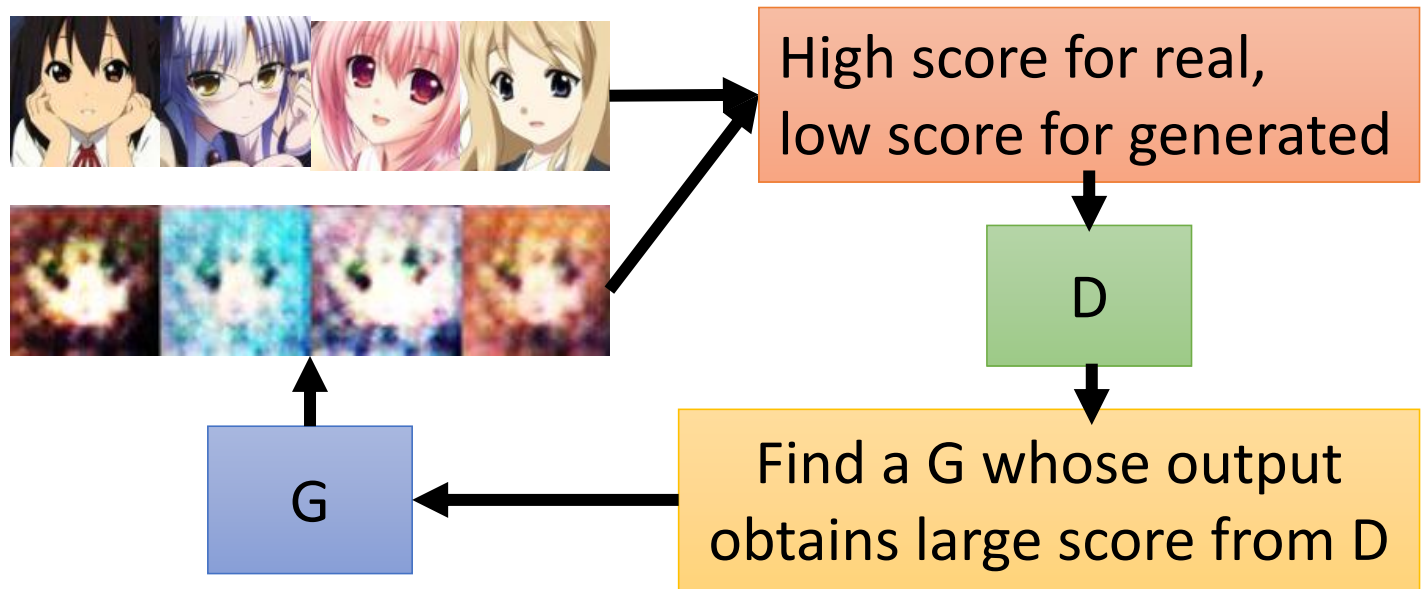 High score for real,
low score for generated
D
Find a G whose output
obtains large score from D
G